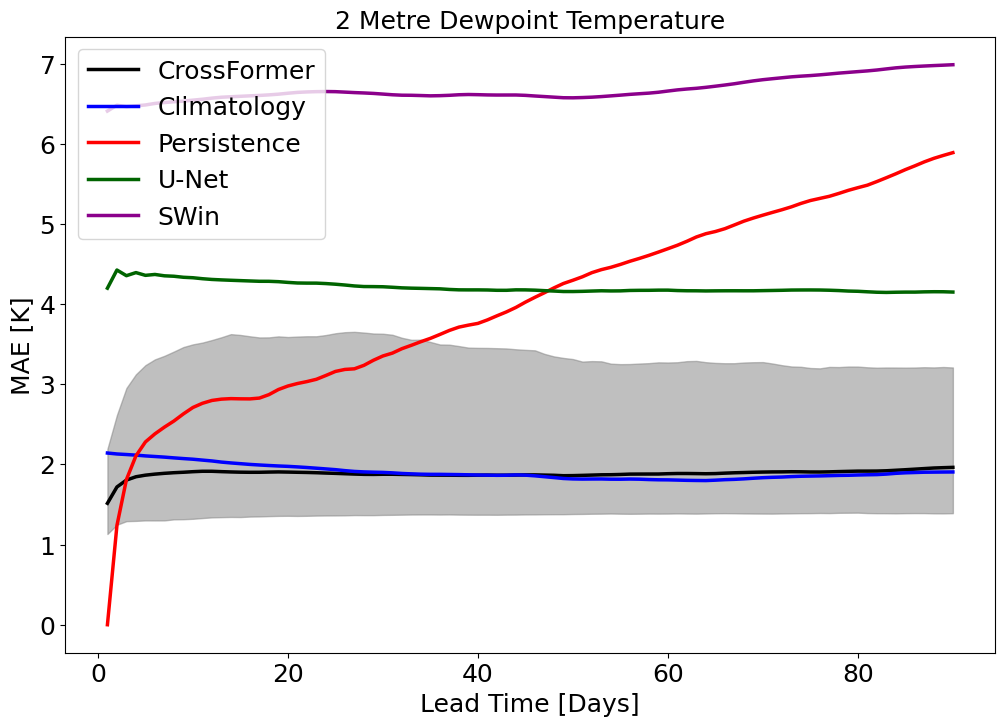 2 Metre Dewpoint Temperature
CrossFormer
Climatology
Persistence
U-Net
SWin
MAE [K]
7
6
5
4
3
2
1
0
0 20 40 60 80
Lead Time [Days]